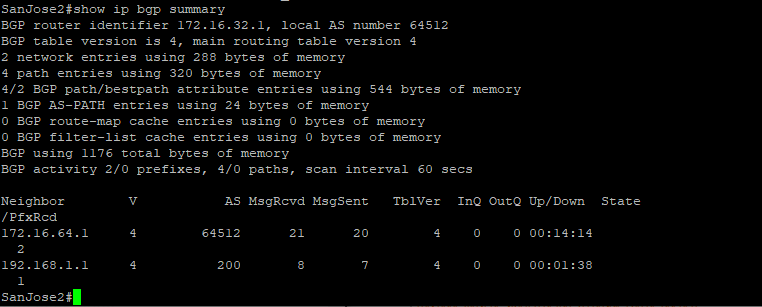 SanJose2#show ip bgp summary
BGP router identifier 172.16.32.1, local AS number 64512
BGP table version is 4, main routing table version 4
2 network entries using 288 bytes of memory
4 path entries using 320 bytes of memory
4/2 BGP path/bestpath attribute entries using 544 bytes of memory
1 BGP AS-PATH entries using 24 bytes of memory
0 BGP route-map cache entries using 0 bytes of memory
0 BGP filter-list cache entries using 0 bytes of memory
BGP using 1176 total bytes of memory
BGP activity 2/0 prefixes, 4/0 paths, scan interval 60 secs

Neighbor        V           AS MsgRcvd MsgSent   TblVer  InQ OutQ Up/Down  State
/PfxRcd
172.16.64.1     4        64512      21      20        4    0    0 00:14:14
  2
192.168.1.1     4          200       8       7        4    0    0 00:01:38
  1
SanJose2#